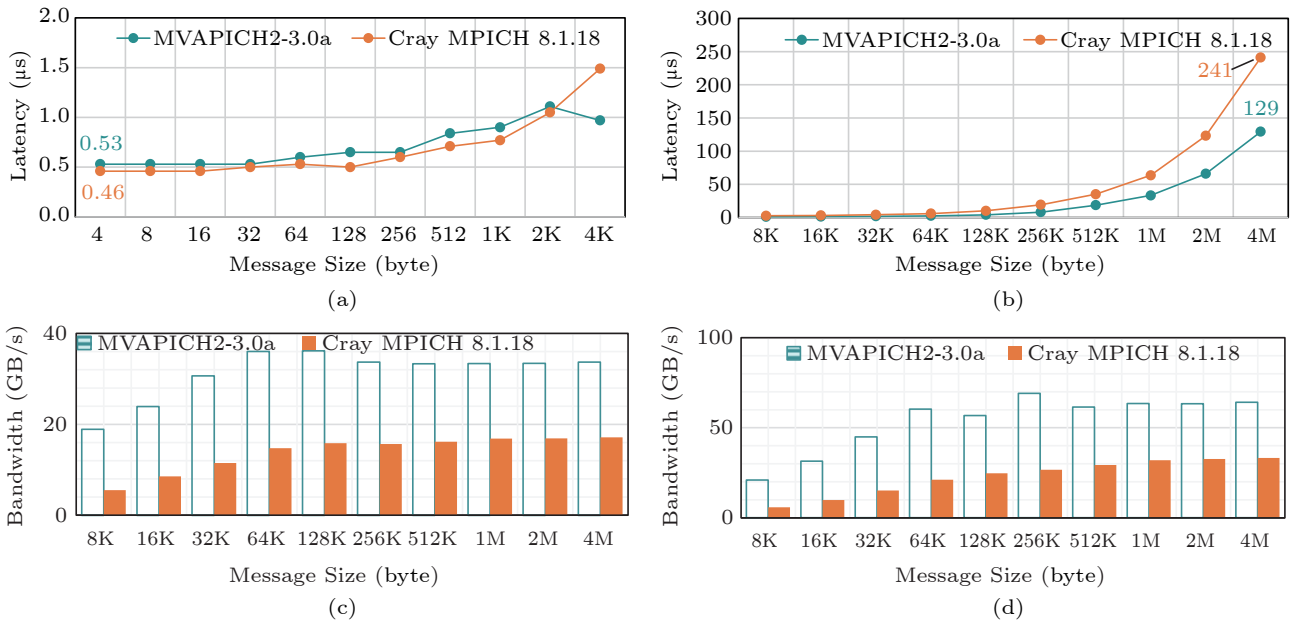 2.0
1.5
1.0
0.5
0.0
Latency (μs)
MVAPICH2-3.0a
Cray MPICH 8.1.18
0.53
0.46
4 8 16 32 64 128 256 512 1K 2K 4K
Message Size (byte)
(a)
300
250
200
150
100
50
0
Latency (μs)
MVAPICH2-3.0a
Cray MPICH 8.1.18
241
129
8K 16K 32K 64K 128K 256K 512K 1M 2M 4M
Message Size (byte)
(b)
40
20
0
Bandwidth (GB/s)
MVAPICH2-3.0a
Cray MPICH 8.1.18
8K 16K 32K 64K 128K 256K 512K 1M 2M 4M
Message Size (byte)
(c)
100
50
0
Bandwidth (GB/s)
MVAPICH2-3.0a
Cray MPICH 8.1.18
8K 16K 32K 64K 128K 256K 512K 1M 2M 4M
Message Size (byte)
(d)